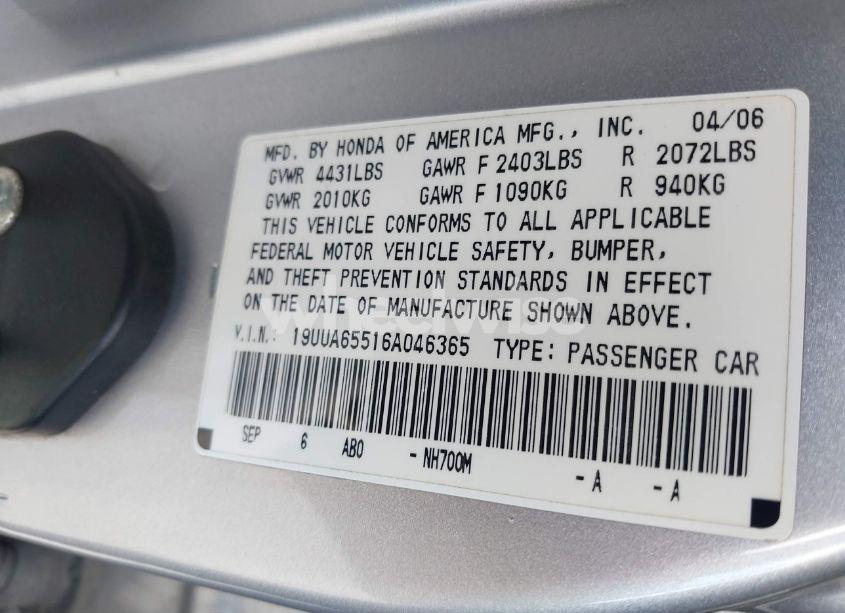 MFD. BY HONDA OF AMERICA MFG., INC. 04/06
GVWR 4431LBS GAWR F 2403LBS R 2072LBS
GVWR 2010KG GAWR F 1090KG R 940KG
THIS VEHICLE CONFORMS TO ALL APPLICABLE
FEDERAL MOTOR VEHICLE SAFETY, BUMPER,
AND THEFT PREVENTION STANDARDS IN EFFECT
ON THE DATE OF MANUFACTURE SHOWN ABOVE.
V.I.N.: 19UUA65516A046365 TYPE: PASSENGER CAR
SEP 6 AB0 - NH700M - A - A